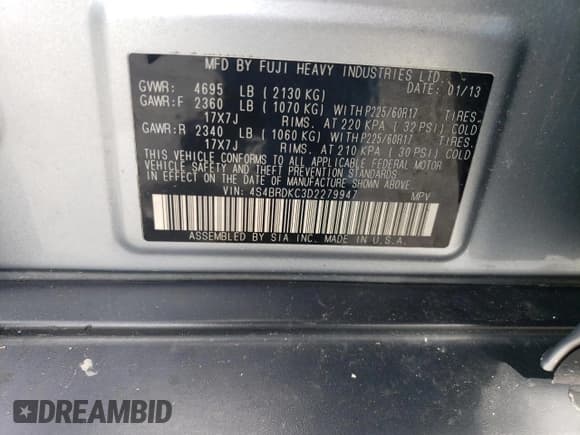 MFD BY FUJI HEAVY INDUSTRIES LTD.
DATE: 01/13
GVWR: 4695 LB ( 2130 KG)
GAWR:F 2360 LB ( 1070 KG) WITH P225/60R17 TIRES,
17X7J RIMS, AT 220 KPA ( 32 PSI) COLD
GAWR:R 2340 LB ( 1060 KG) WITH P225/60R17 TIRES,
17X7J RIMS, AT 210 KPA ( 30 PSI) COLD
THIS VEHICLE CONFORMS TO ALL APPLICABLE FEDERAL MOTOR
VEHICLE SAFETY AND THEFT PREVENTION STANDARDS
IN EFFECT ON THE DATE OF MANUFACTURE SHOWN ABOVE.
VIN: 4S4BRDKC3D2279947 MPV
ASSEMBLED BY SIA INC. MADE IN U.S.A.
DREAMBID